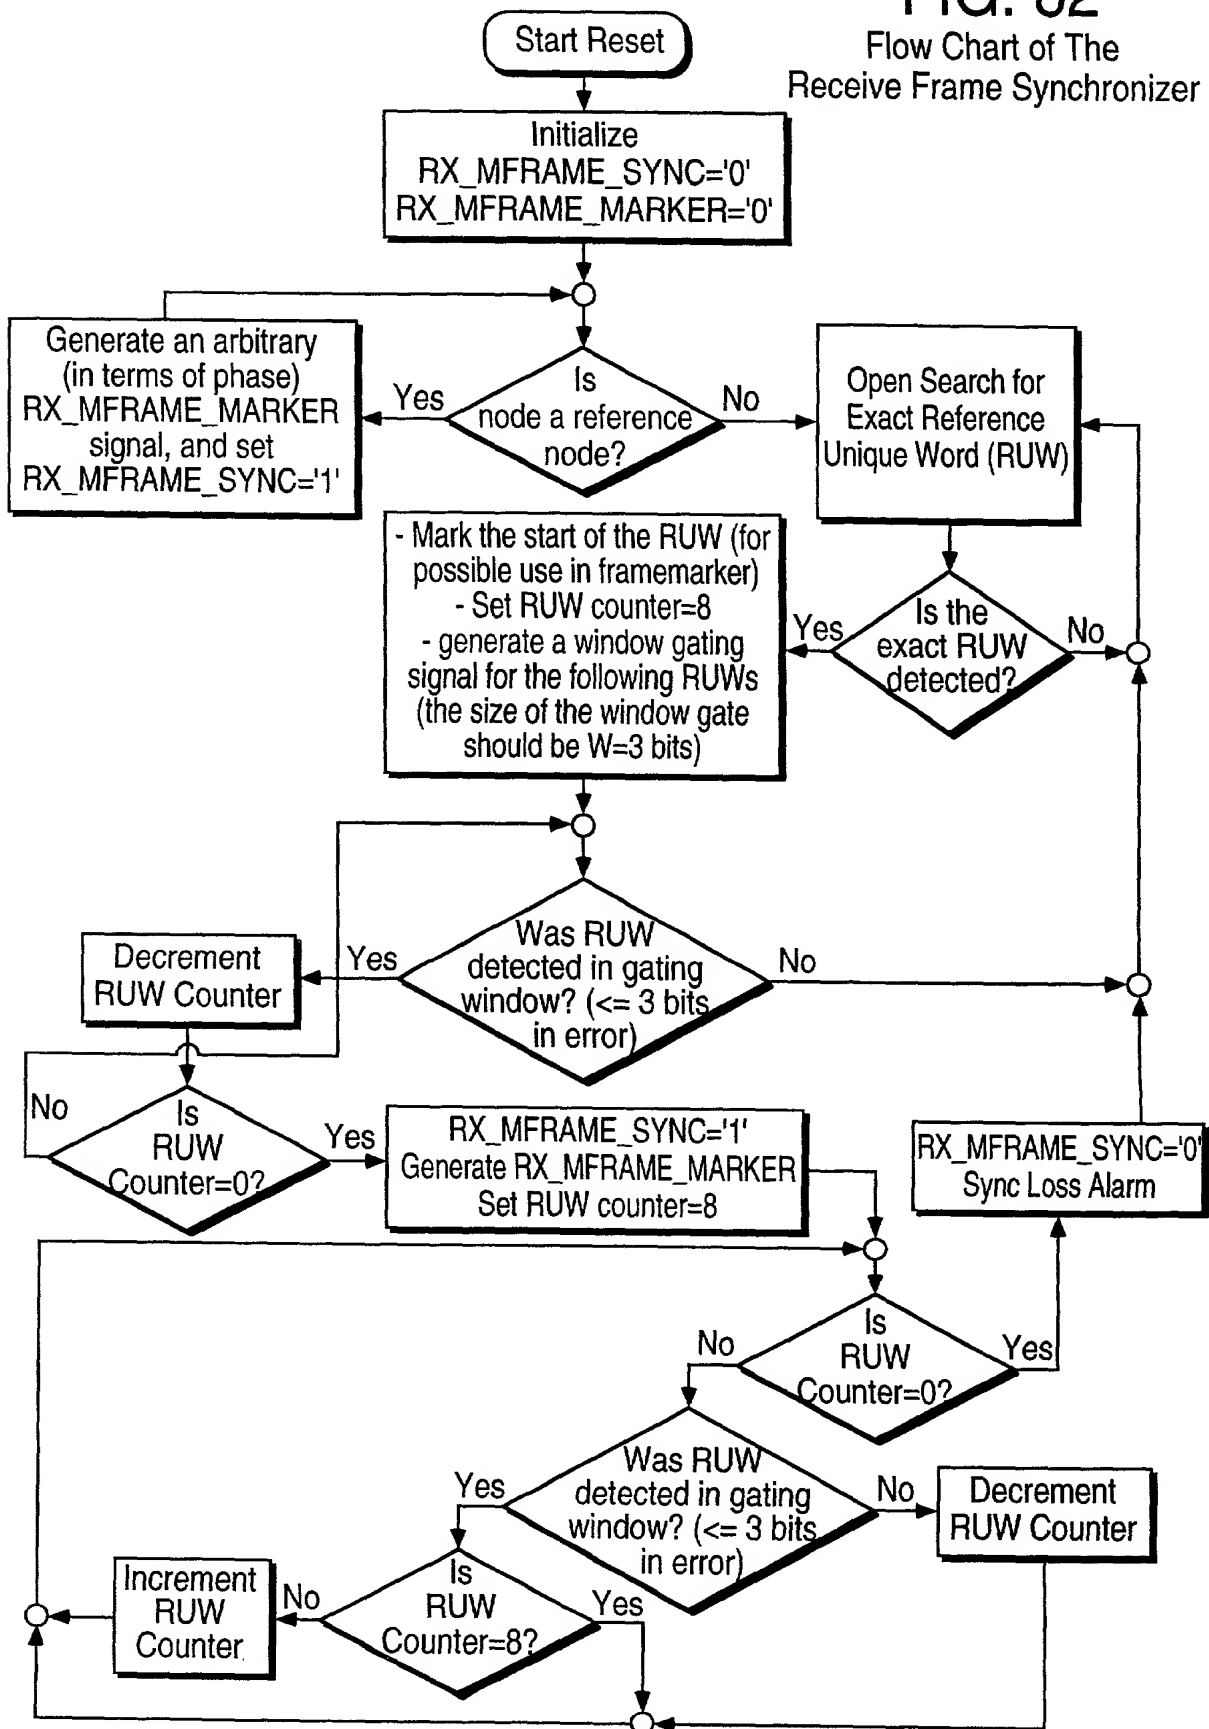 Start Reset
Flow Chart of The
Receive Frame Synchronizer
Initialize
RX_MFRAME_SYNC='0'
RX_MFRAME_MARKER='0'
Generate an arbitrary
(in terms of phase)
RX_MFRAME_MARKER
signal, and set
RX_MFRAME_SYNC='1'
Yes
Is
node a reference
node?
No
Open Search for
Exact Reference
Unique Word (RUW)
- Mark the start of the RUW (for
possible use in framemarker)
- Set RUW counter=8
- generate a window gating
signal for the following RUWs
(the size of the window gate
should be W=3 bits)
Yes
Is the
exact RUW
detected?
No
Decrement
RUW Counter
Yes
Was RUW
detected in gating
window? (<= 3 bits
in error)
No
No
Is
RUW
Counter=0?
Yes
RX_MFRAME_SYNC='1'
Generate RX_MFRAME_MARKER
Set RUW counter=8
RX_MFRAME_SYNC='0'
Sync Loss Alarm
No
Is
RUW
Counter=0?
Yes
Yes
Was RUW
detected in gating
window? (<= 3 bits
in error)
No
Decrement
RUW Counter
Increment
RUW
Counter
No
Is
RUW
Counter=8?
Yes